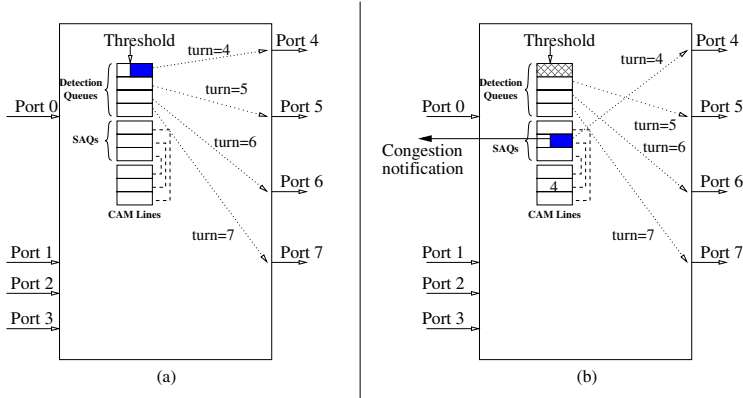 Threshold
Port 4
turn=4
Detection
Queues
turn=5
Port 0
Port 5
SAQs
turn=6
Port 6
CAM Lines
turn=7
Port 1
Port 7
Port 2
Port 3
(a)
Threshold
Port 4
turn=4
Detection
Queues
Port 0
turn=5
Port 5
SAQs
turn=6
Congestion
notification
4
Port 6
CAM Lines
turn=7
Port 1
Port 7
Port 2
Port 3
(b)